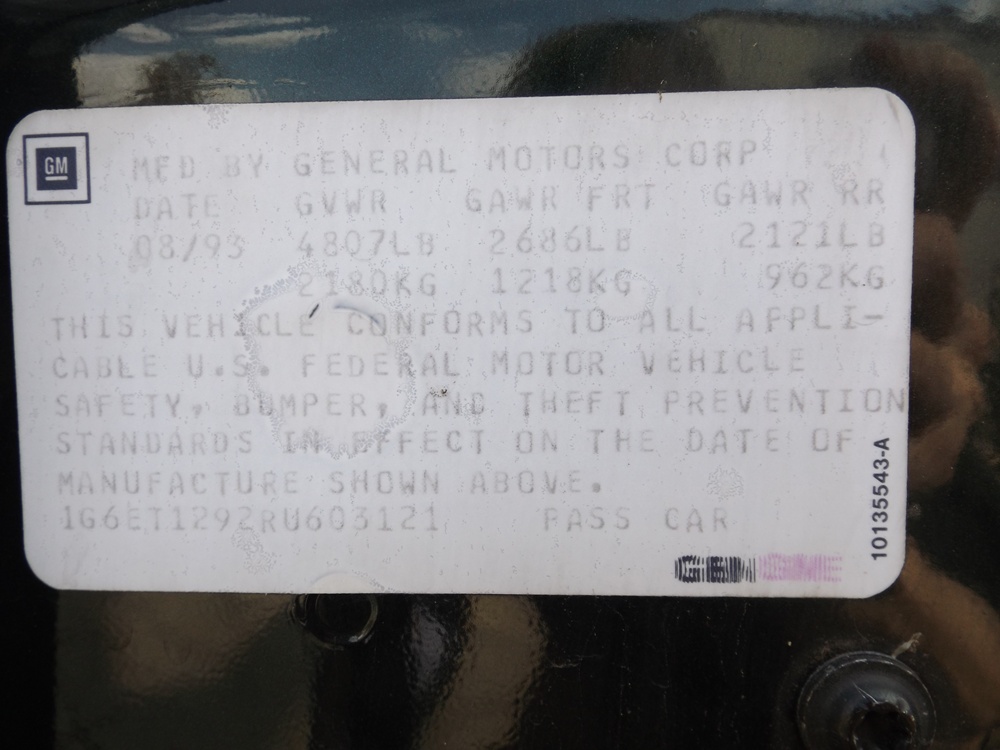 GM
MFD BY GENERAL MOTORS CORP
DATE GVWR GAWR FRT GAWR RR
08/93 4807LB 2686LB 2121LB
2180KG 1218KG 962KG
THIS VEHICLE CONFORMS TO ALL APPLI-
CABLE U.S. FEDERAL MOTOR VEHICLE
SAFETY, BUMPER, AND THEFT PREVENTION
STANDARDS IN EFFECT ON THE DATE OF
MANUFACTURE SHOWN ABOVE.
1G6ET1292RU603121 PASS CAR
GM
10135543-A